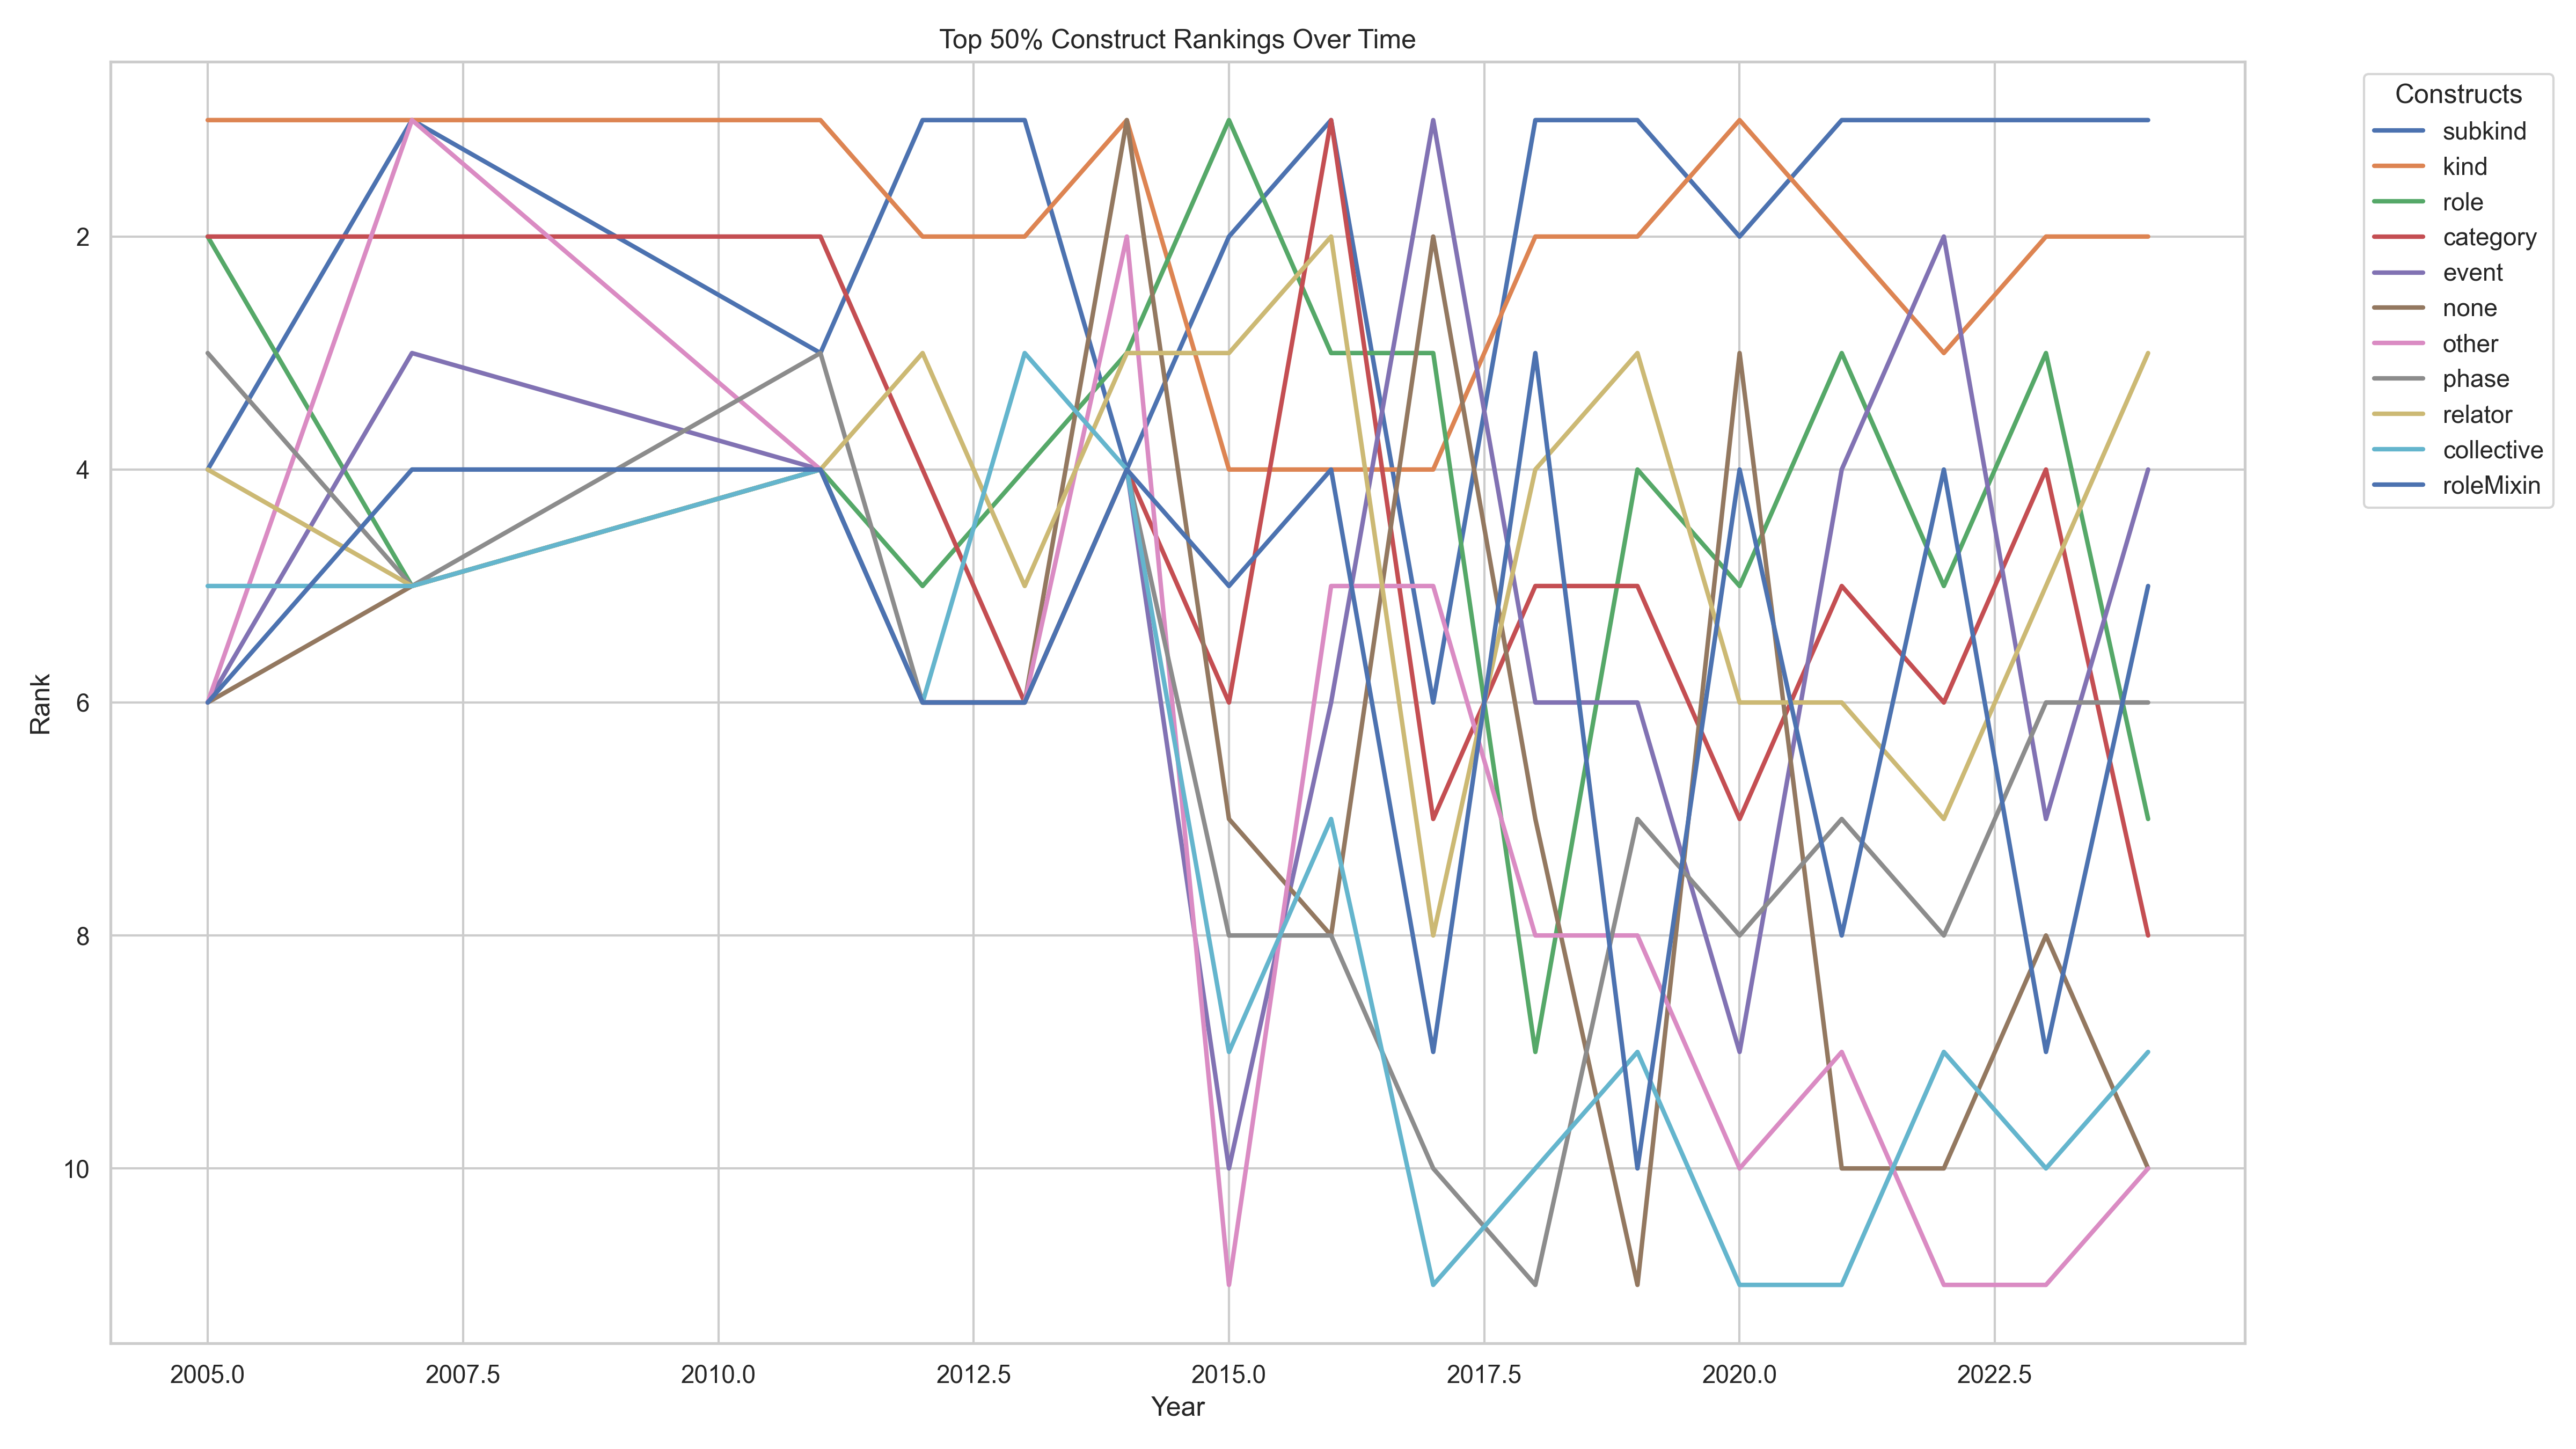 Top 50% Construct Rankings Over Time
Constructs
subkind
kind
role
category
event
none
other
phase
relator
collective
roleMixin
Rank
2
4
6
8
10
2005.0 2007.5 2010.0 2012.5 2015.0 2017.5 2020.0 2022.5
Year